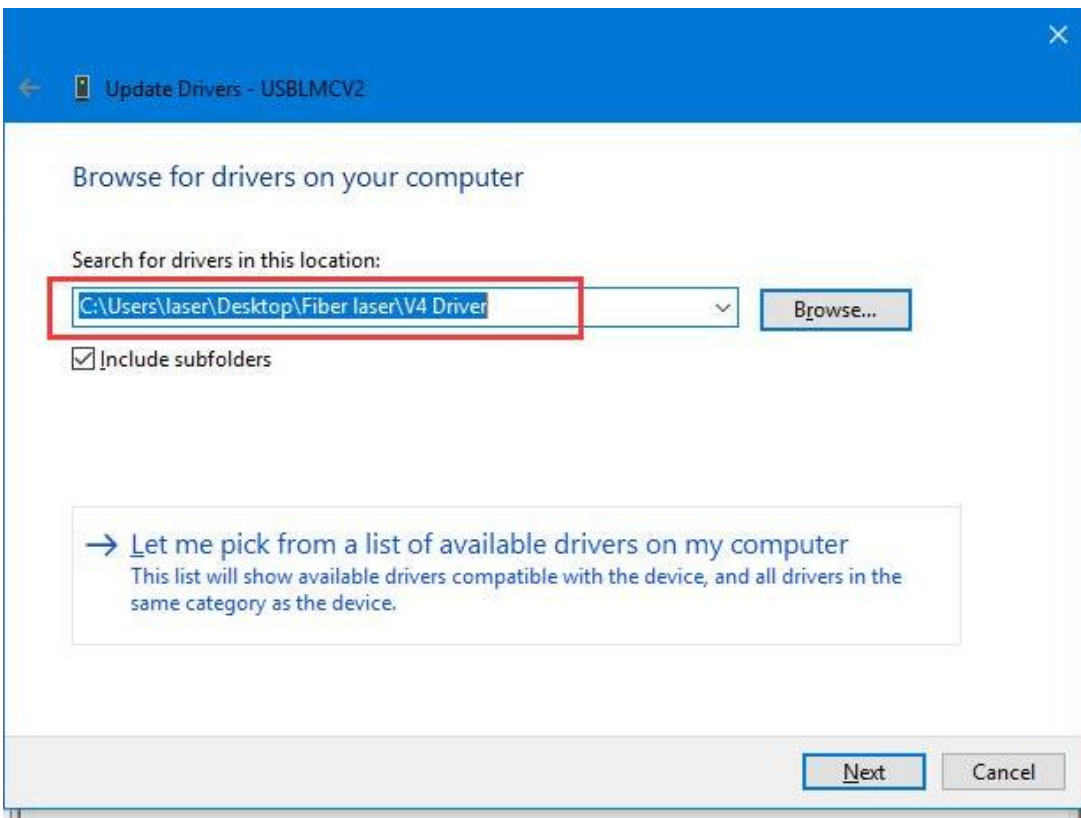 Update Drivers - USBLMCV2
Browse for drivers on your computer
Search for drivers in this location:
C:\Users\laser\Desktop\Fiber laser\V4 Driver
Browse...
Include subfolders
Let me pick from a list of available drivers on my computer
This list will show available drivers compatible with the device, and all drivers in the
same category as the device.
Next
Cancel